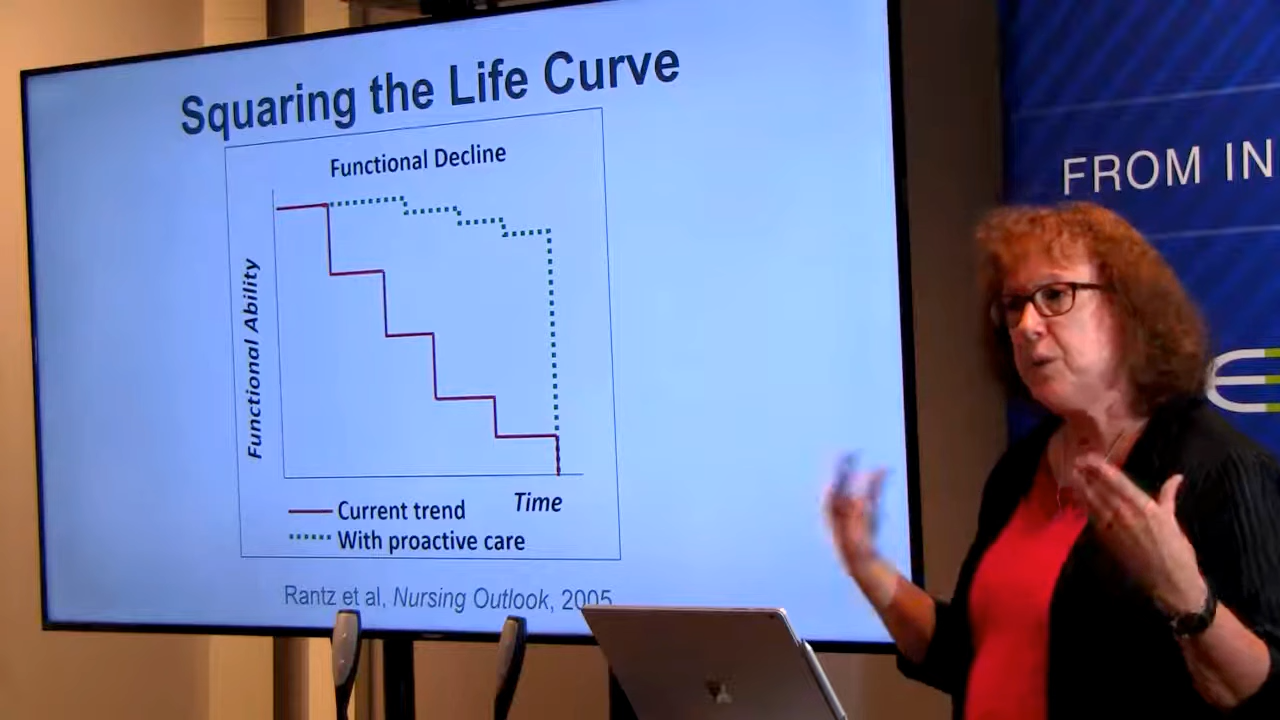 Squaring the Life Curve
Functional Decline
Functional Ability
Time
Current trend
With proactive care
Rantz et al, Nursing Outlook, 2005
FROM IN
E